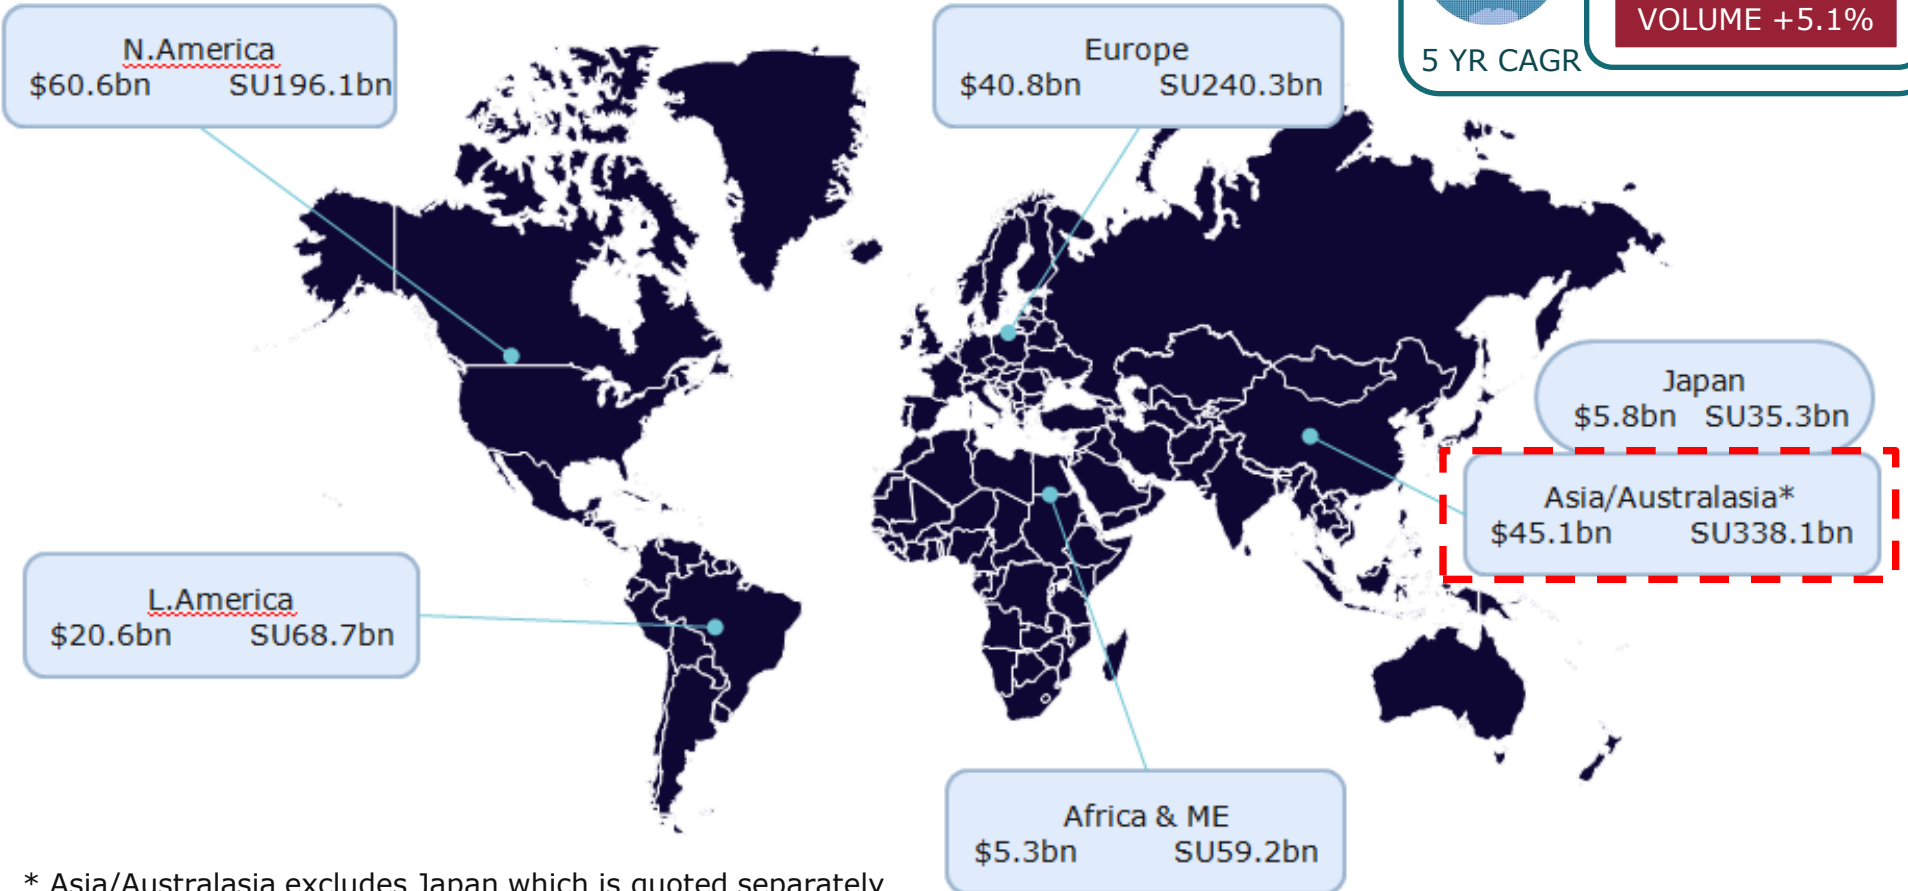 N.America
$60.6bn SU196.1bn
Europe
$40.8bn SU240.3bn
VOLUME +5.1%
5 YR CAGR
Japan
$5.8bn SU35.3bn
Asia/Australasia*
$45.1bn SU338.1bn
L.America
$20.6bn SU68.7bn
Africa & ME
$5.3bn SU59.2bn
* Asia/Australasia excludes Japan which is quoted separately